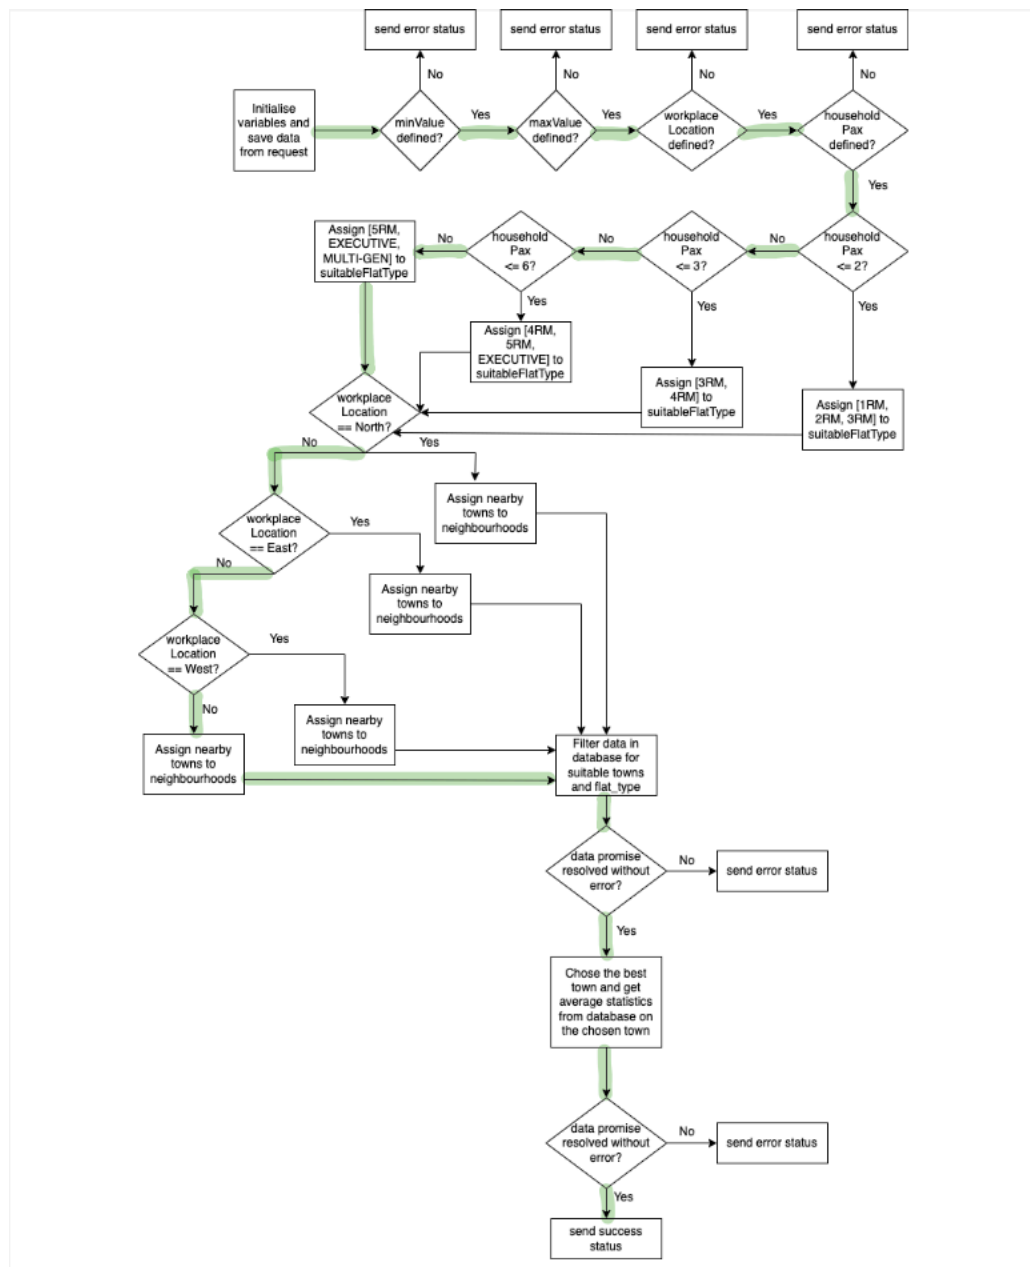 send error status
send error status
send error status
send error status
No
No
No
No
Initialise
variables and
save data
from request
minValue
defined?
Yes
maxValue
defined?
Yes
workplace
Location
defined?
Yes
household
Pax
defined?
Yes
Assign [5RM,
EXECUTIVE,
MULTI-GEN] to
suitableFlatType
No
household
Pax
<= 6?
No
household
Pax
<= 3?
No
household
Pax
<= 2?
Yes
Yes
Yes
Assign [4RM,
5RM,
EXECUTIVE] to
suitableFlatType
Assign [3RM,
4RM] to
suitableFlatType
Assign [1RM,
2RM, 3RM] to
suitableFlatType
workplace
Location
== North?
No
Yes
Assign nearby
towns to
neighbourhoods
workplace
Location
== East?
Yes
No
Assign nearby
towns to
neighbourhoods
workplace
Location
== West?
Yes
No
Assign nearby
towns to
neighbourhoods
Assign nearby
towns to
neighbourhoods
Filter data in
database for
suitable towns
and flat_type
data promise
resolved without
error?
No
send error status
Yes
Chose the best
town and get
average statistics
from database on
the chosen town
data promise
resolved without
error?
No
send error status
Yes
send success
status